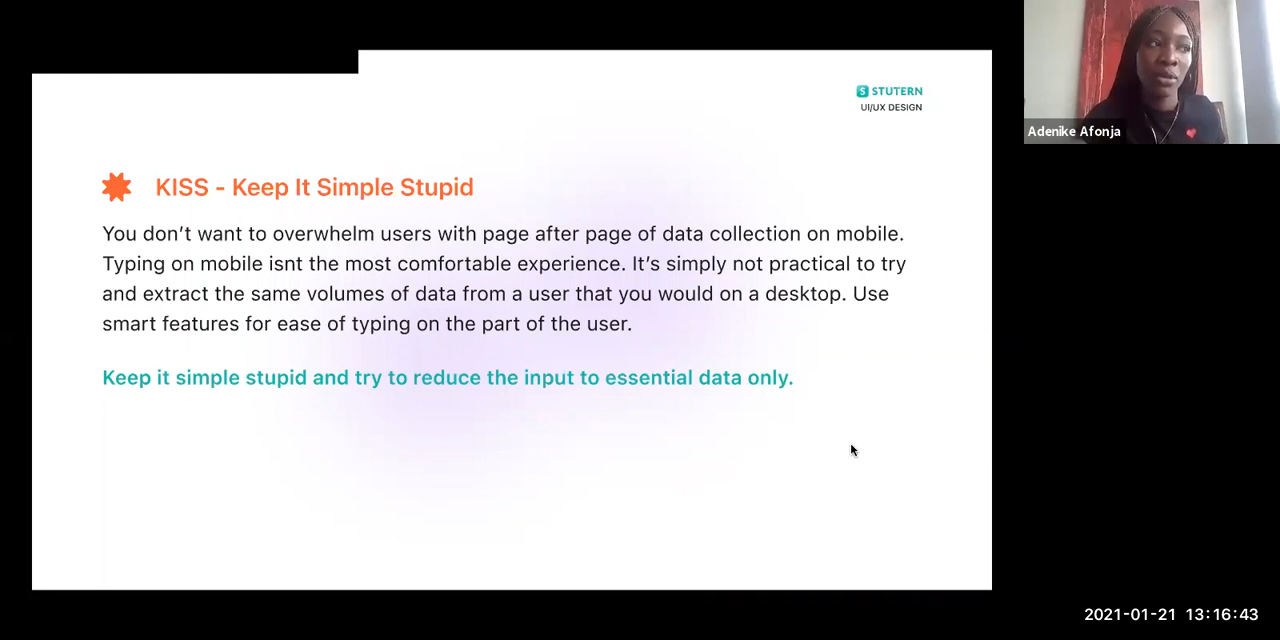 STUTERN
UI/UX DESIGN
Adenike Afonja
KISS - Keep It Simple Stupid
You don’t want to overwhelm users with page after page of data collection on mobile.
Typing on mobile isnt the most comfortable experience. It’s simply not practical to try
and extract the same volumes of data from a user that you would on a desktop. Use
smart features for ease of typing on the part of the user.
Keep it simple stupid and try to reduce the input to essential data only.
2021-01-21 13:16:43